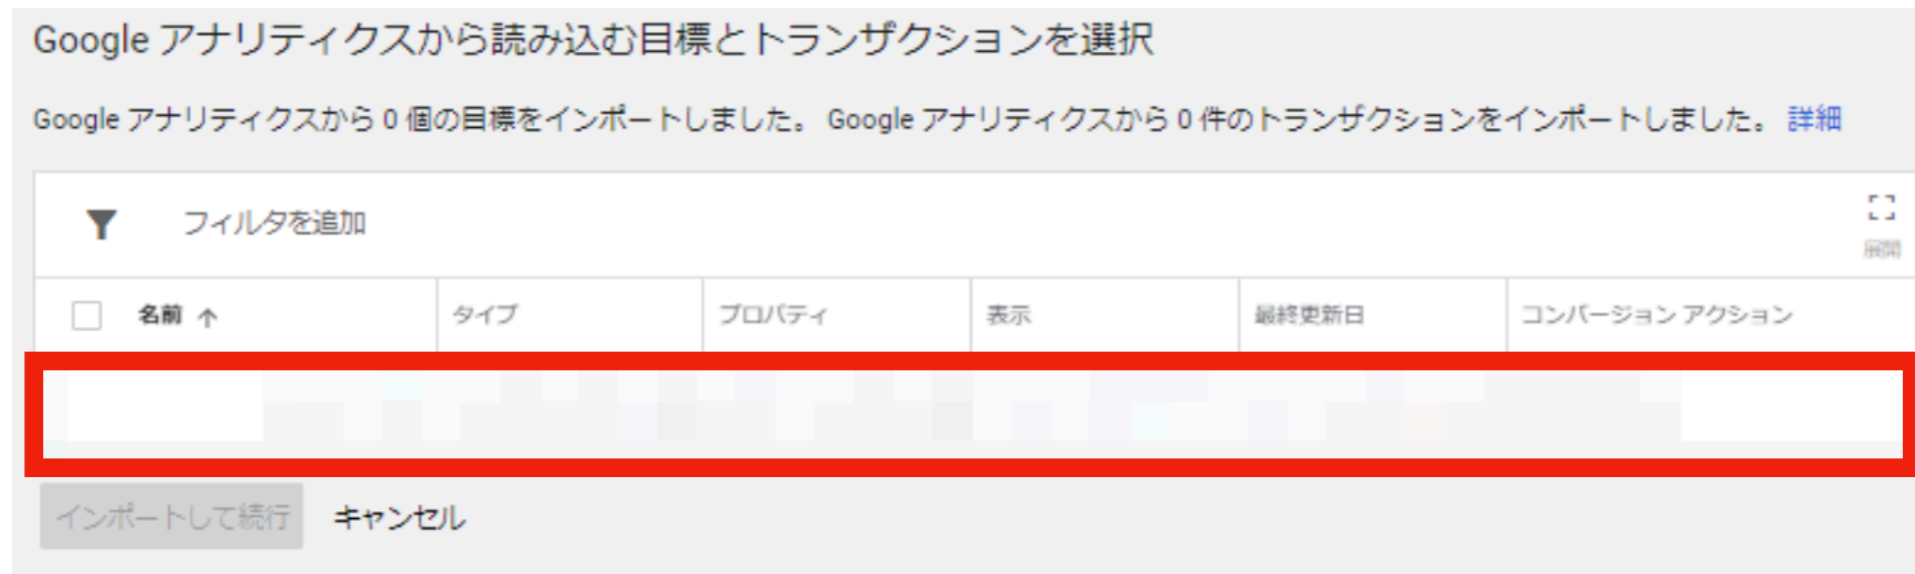 Google アナリティクスから読み込む目標とトランザクションを選択
Google アナリティクスから 0 個の目標をインポートしました。 Google アナリティクスから 0 件のトランザクションをインポートしました。 詳細
フィルタを追加
展開
名前 ↑ タイプ プロパティ 表示 最終更新日 コンバージョン アクション
インポートして続行 キャンセル